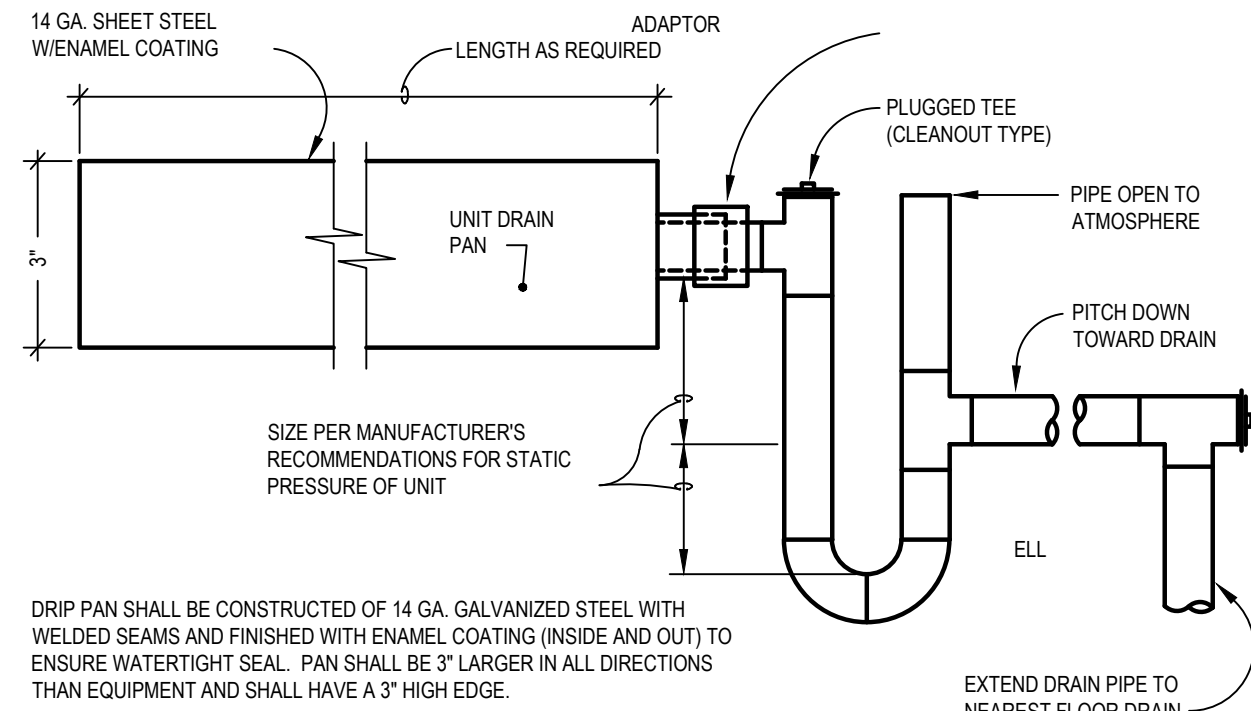 14 GA. SHEET STEEL
W/ENAMEL COATING
LENGTH AS REQUIRED
ADAPTOR
PLUGGED TEE
(CLEANOUT TYPE)
PIPE OPEN TO
ATMOSPHERE
3"
UNIT DRAIN
PAN
PITCH DOWN
TOWARD DRAIN
SIZE PER MANUFACTURER'S
RECOMMENDATIONS FOR STATIC
PRESSURE OF UNIT
ELL
DRIP PAN SHALL BE CONSTRUCTED OF 14 GA. GALVANIZED STEEL WITH
WELDED SEAMS AND FINISHED WITH ENAMEL COATING (INSIDE AND OUT) TO
ENSURE WATERTIGHT SEAL. PAN SHALL BE 3" LARGER IN ALL DIRECTIONS
THAN EQUIPMENT AND SHALL HAVE A 3" HIGH EDGE.
EXTEND DRAIN PIPE TO
NEAREST FLOOR DRAIN